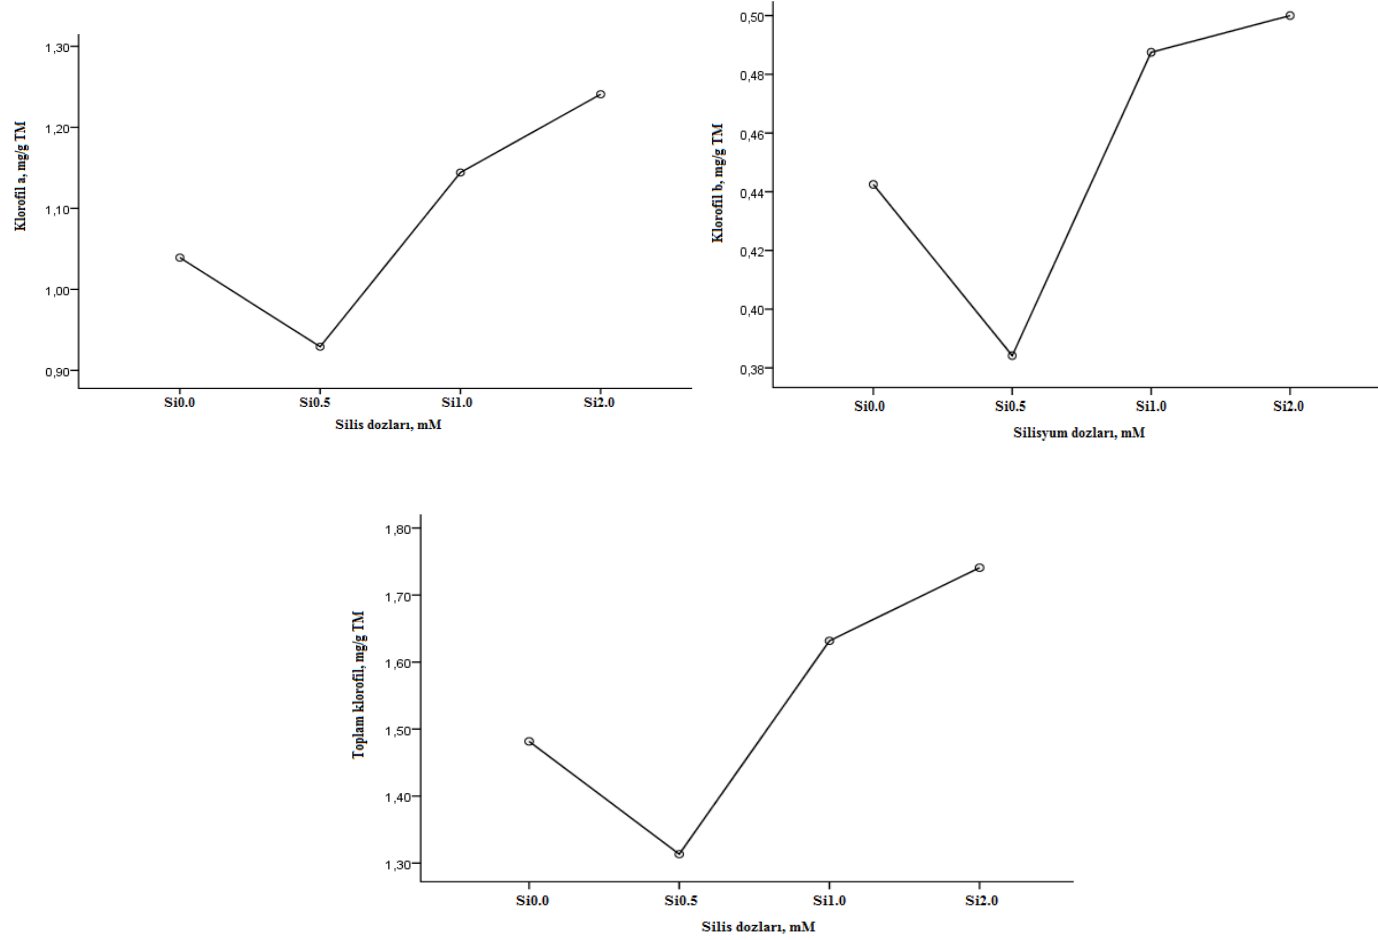 1,30
1,20
1,10
1,00
0,90
Klorofil a, mg/g TM
Si0.0 Si0.5 Si1.0 Si2.0
Silis dozları, mM
0,50
0,48
0,46
0,44
0,42
0,40
0,38
Klorofil b, mg/g TM
Si0.0 Si0.5 Si1.0 Si2.0
Silisyum dozları, mM
1,80
1,70
1,60
1,50
1,40
1,30
Toplam klorofil, mg/g TM
Si0.0 Si0.5 Si1.0 Si2.0
Silis dozları, mM